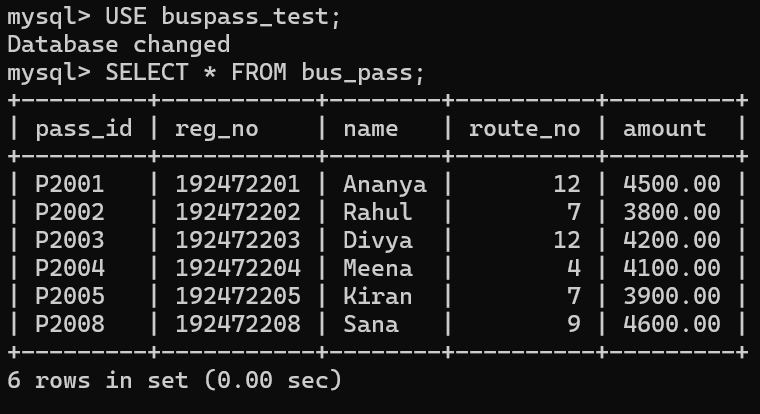 mysql> USE buspass_test;
Database changed
mysql> SELECT * FROM bus_pass;
+---------+-----------+--------+----------+---------+
| pass_id | reg_no    | name   | route_no | amount  |
+---------+-----------+--------+----------+---------+
| P2001   | 192472201 | Ananya |       12 | 4500.00 |
| P2002   | 192472202 | Rahul  |        7 | 3800.00 |
| P2003   | 192472203 | Divya  |       12 | 4200.00 |
| P2004   | 192472204 | Meena  |        4 | 4100.00 |
| P2005   | 192472205 | Kiran  |        7 | 3900.00 |
| P2008   | 192472208 | Sana   |        9 | 4600.00 |
+---------+-----------+--------+----------+---------+
6 rows in set (0.00 sec)